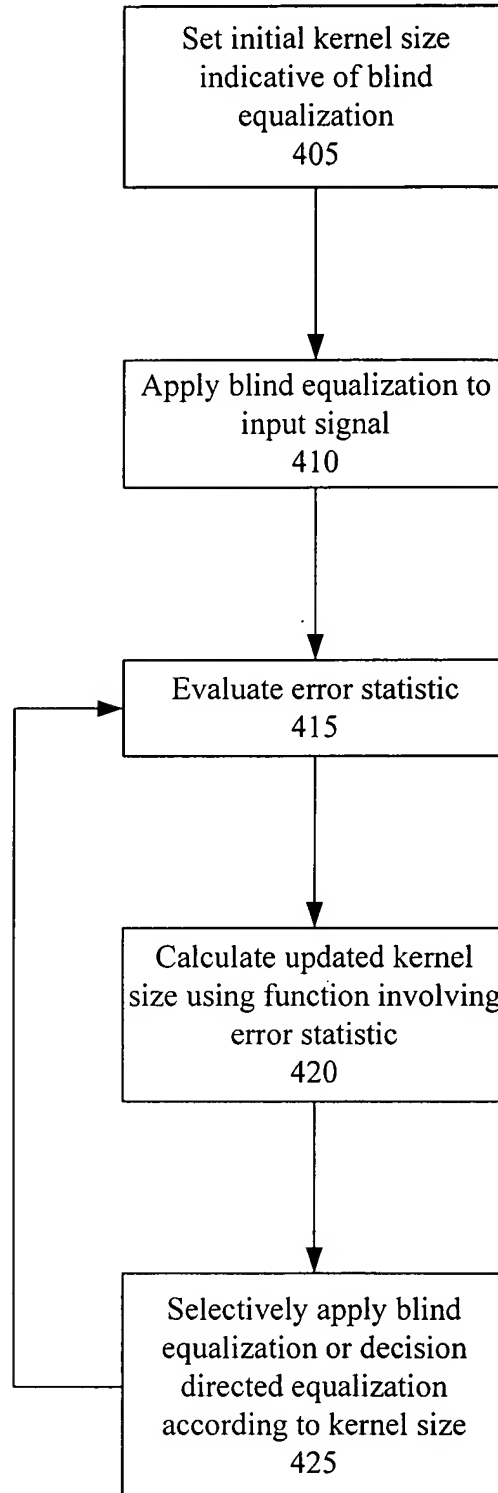 Set initial kernel size
indicative of blind
equalization
405
Apply blind equalization to
input signal
410
Evaluate error statistic
415
Calculate updated kernel
size using function involving
error statistic
420
Selectively apply blind
equalization or decision
directed equalization
according to kernel size
425